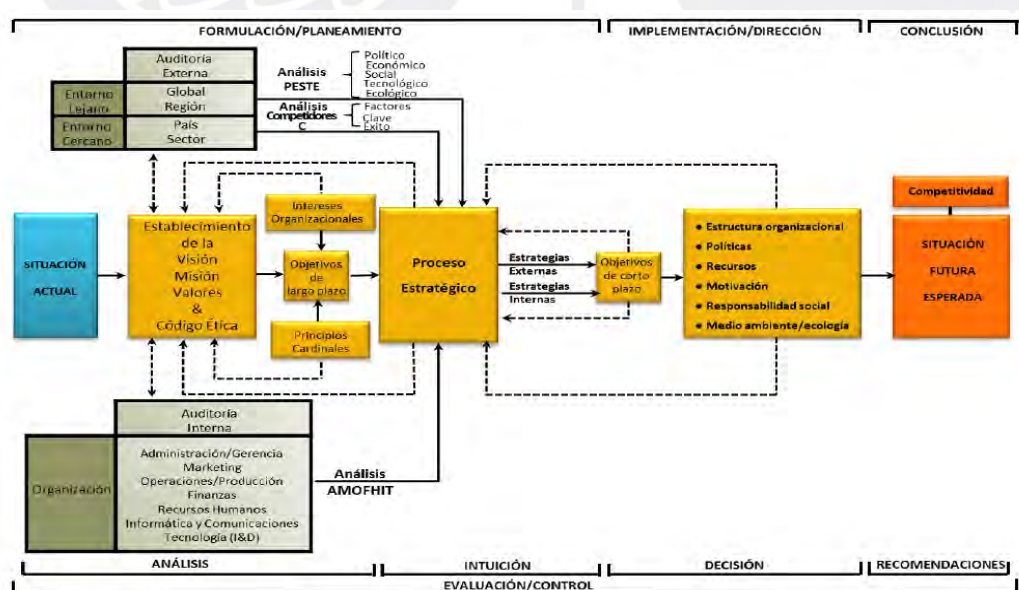 FORMULACIÓN/PLANEAMIENTO
IMPLEMENTACIÓN/DIRECCIÓN
CONCLUSIÓN
Auditoría
Externa
Entorno
Lejano
Global
Región
Entorno
Cercano
País
Sector
Análisis
PESTE
Político
Económico
Social
Tecnológico
Ecológico
Análisis
Competidores
C
Factores
Clave
Éxito
SITUACIÓN
ACTUAL
Establecimiento
de la
Visión
Misión
Valores
&
Código Ética
Intereses
Organizacionales
Objetivos
de
largo plazo
Principios
Cardinales
Proceso
Estratégico
Estrategias
Externas
Estrategias
Internas
Objetivos
de corto
plazo
• Estructura organizacional
• Políticas
• Recursos
• Motivación
• Responsabilidad social
• Medio ambiente/ecología
Competitividad
SITUACIÓN
FUTURA
ESPERADA
Auditoría
Interna
Organización
Administración/Gerencia
Marketing
Operaciones/Producción
Finanzas
Recursos Humanos
Informática y Comunicaciones
Tecnología (I&D)
Análisis
AMOFHIT
ANÁLISIS
INTUICIÓN
DECISIÓN
RECOMENDACIONES
EVALUACIÓN/CONTROL